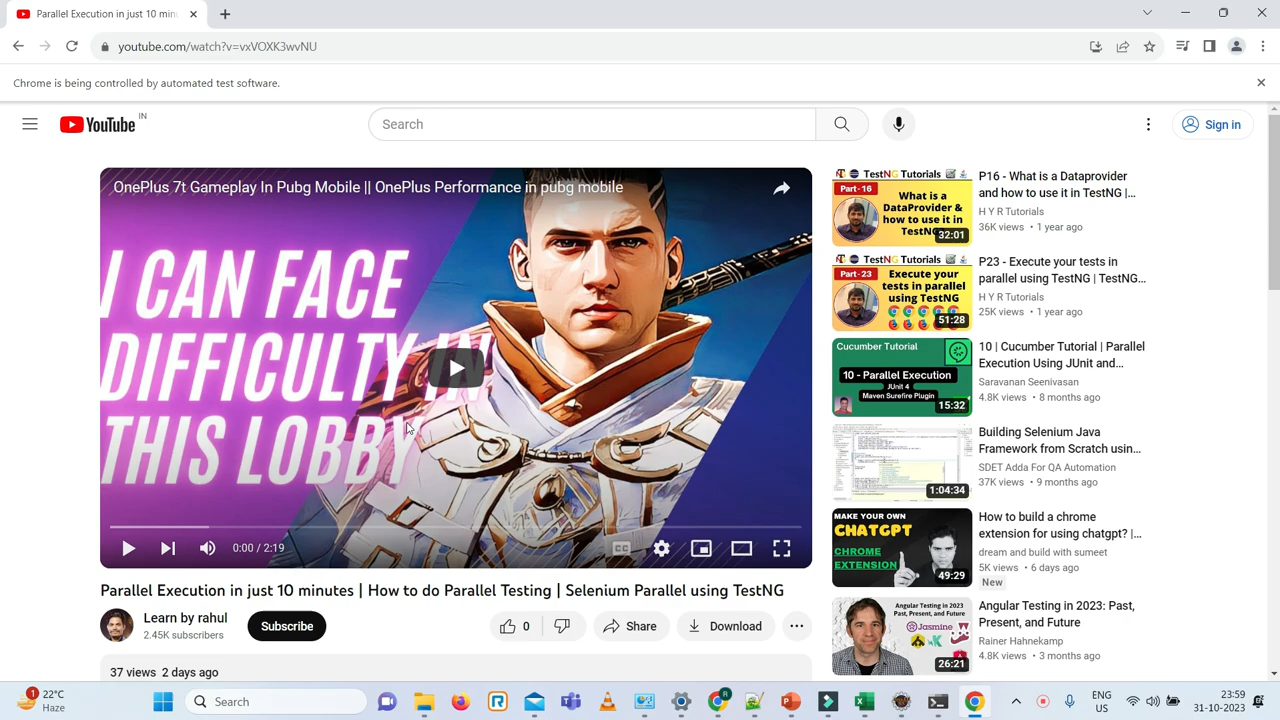 Parallel Execution in just 10 min
youtube.com/watch?v=vxVOXK3wvNU
Chrome is being controlled by automated test software.
YouTube IN
Search
Sign in
OnePlus 7t Gameplay In Pubg Mobile || OnePlus Performance in pubg mobile
I CAN FACE
0:00 / 2:19
CC
Parallel Execution in just 10 minutes | How to do Parallel Testing | Selenium Parallel using TestNG
Learn by rahul
2.45K subscribers
Subscribe
0
Share
Download
37 views 2 days ago
TestNG Tutorials
Part-16
What is a
DataProvider &
how to use it in
32:01
P16 - What is a Dataprovider
and how to use it in TestNG |...
H Y R Tutorials
36K views • 1 year ago
TestNG Tutorials
Part-23
Execute your
tests in parallel
using TestNG
51:28
P23 - Execute your tests in
parallel using TestNG | TestNG...
H Y R Tutorials
25K views • 1 year ago
Cucumber Tutorial
10 - Parallel Execution
JUnit 4
Maven Surefire Plugin
15:32
10 | Cucumber Tutorial | Parallel
Execution Using JUnit and...
Saravanan Seenivasan
4.8K views • 8 months ago
1:04:34
Building Selenium Java
Framework from Scratch usin...
SDET Adda For QA Automation
37K views • 9 months ago
MAKE YOUR OWN
CHATGPT
CHROME
EXTENSION
49:29
How to build a chrome
extension for using chatgpt? |...
dream and build with sumeet
5K views • 6 days ago
New
Angular Testing in 2023
Past, Present, and Future
Jasmine
26:21
Angular Testing in 2023: Past,
Present, and Future
Rainer Hahnekamp
4.8K views • 3 months ago
1
22°C
Haze
Search
R
ENG
US
23:59
31-10-2023